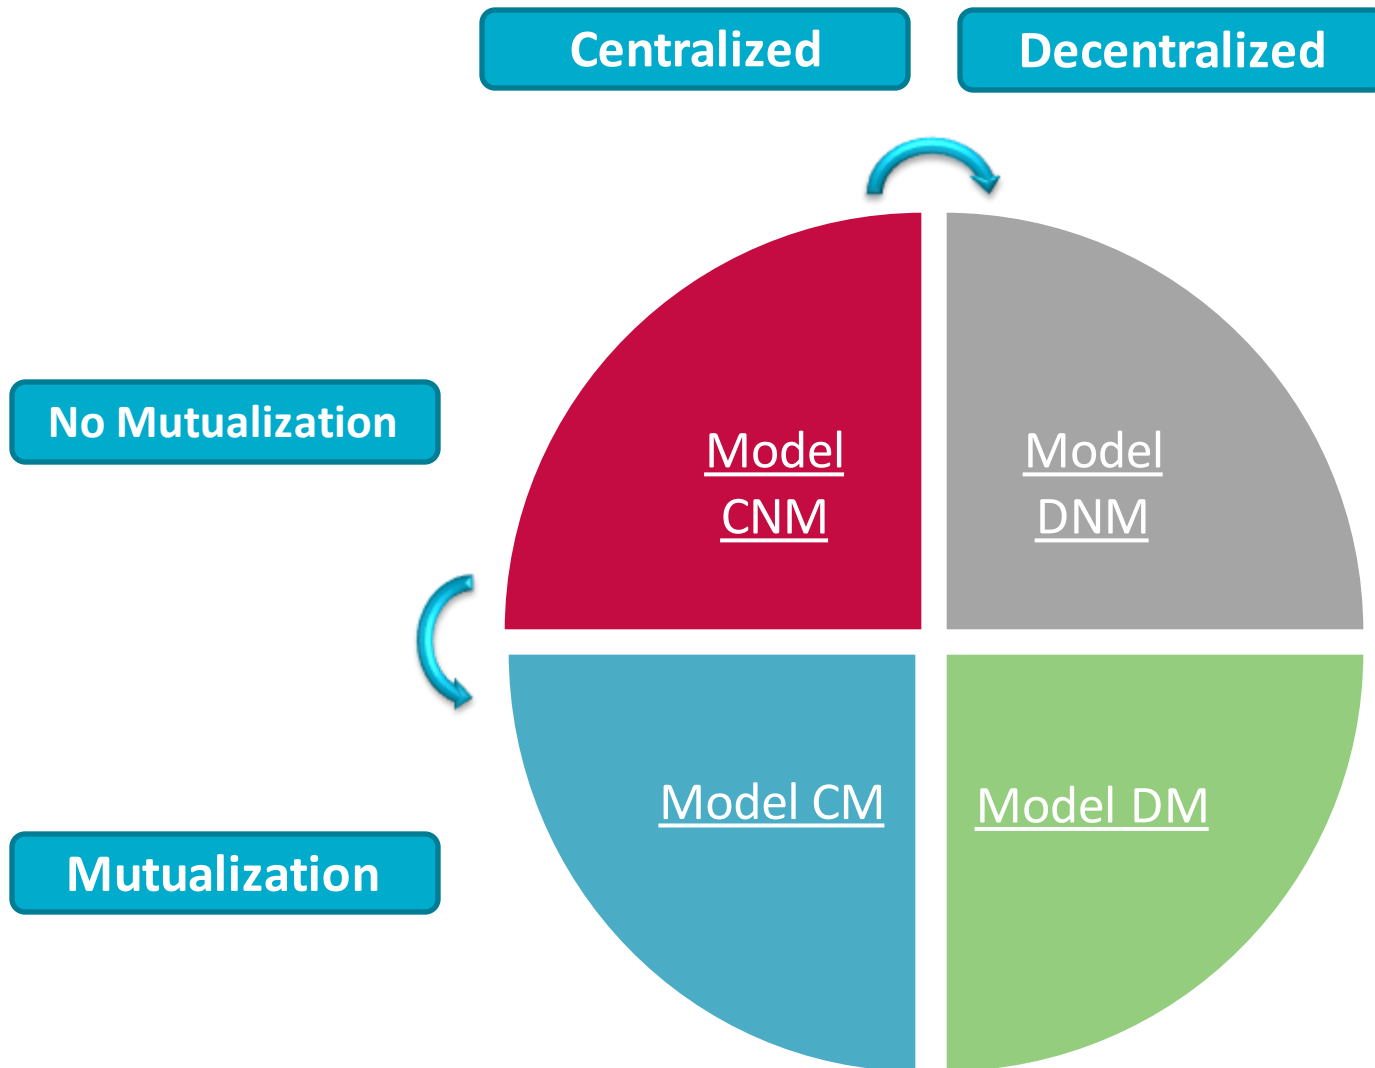 Centralized
Decentralized
No Mutualization
Model
CNM
Model
DNM
Mutualization
Model CM
Model DM